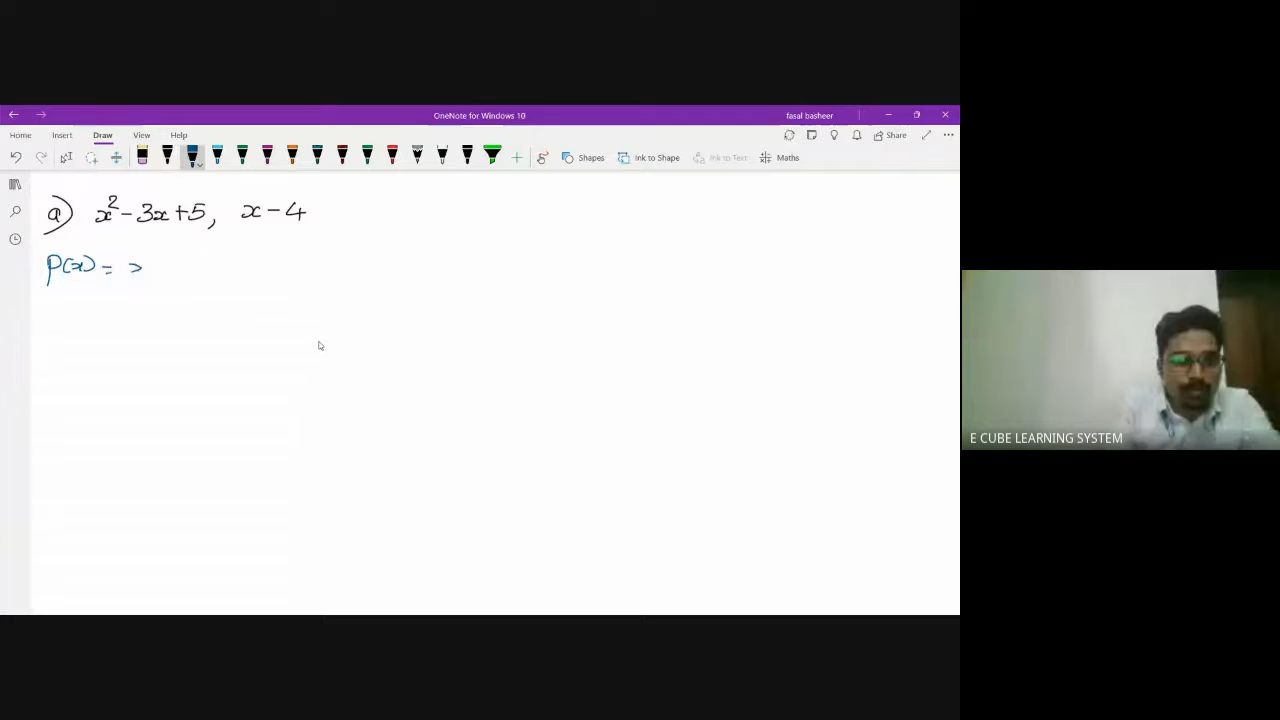 OneNote for Windows 10
fasal basheer
Home Insert Draw View Help
Share
Shapes Ink to Shape Ink to Text Maths
a) x² - 3x + 5, x - 4
P(x) =
E CUBE LEARNING SYSTEM